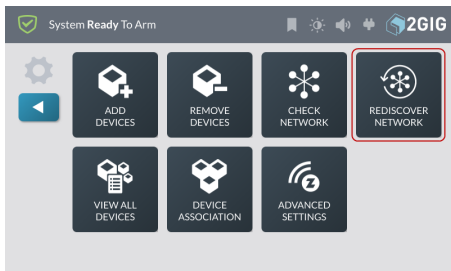 System Ready To Arm
2GIG
ADD
DEVICES
REMOVE
DEVICES
CHECK
NETWORK
REDISCOVER
NETWORK
VIEW ALL
DEVICES
DEVICE
ASSOCIATION
ADVANCED
SETTINGS